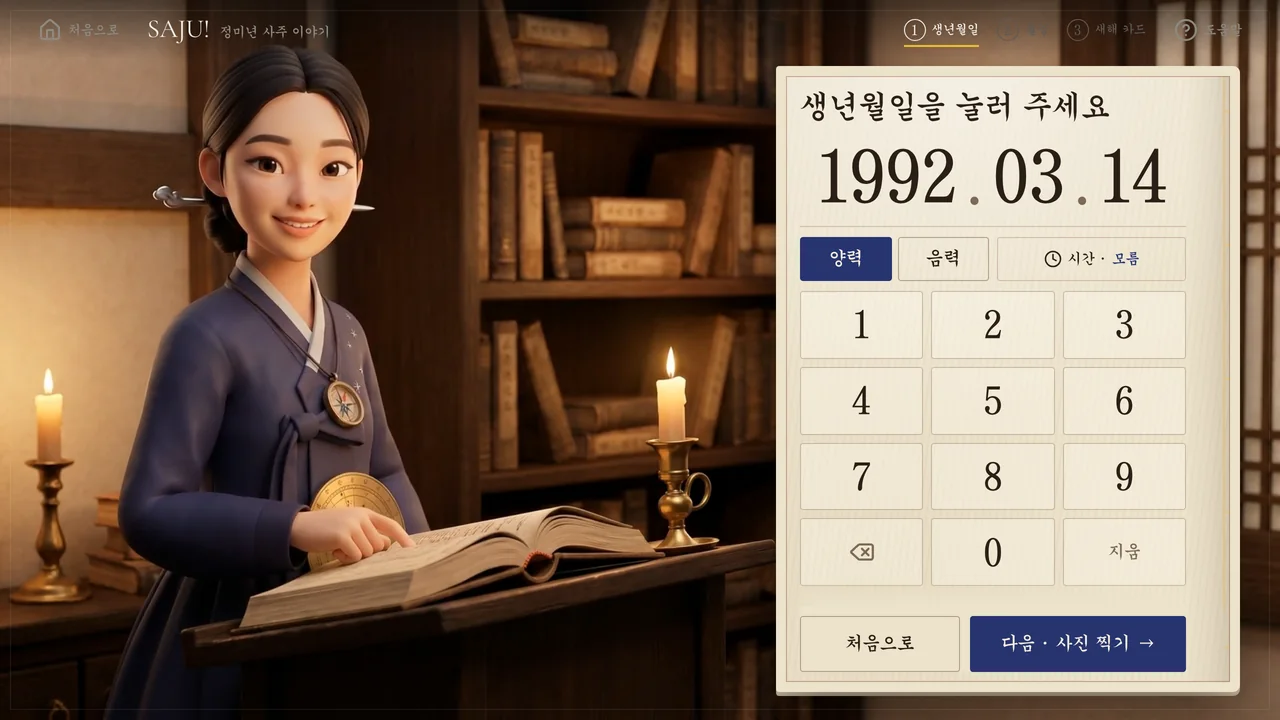 처음으로 SAJU! 정미년 사주 이야기 1 생년월일 3 새해 카드 ? 도움말
생년월일을 눌러 주세요
1992.03.14
양력 음력 시간 · 모름
1 2 3
4 5 6
7 8 9
0 지움
처음으로 다음 · 사진 찍기 →